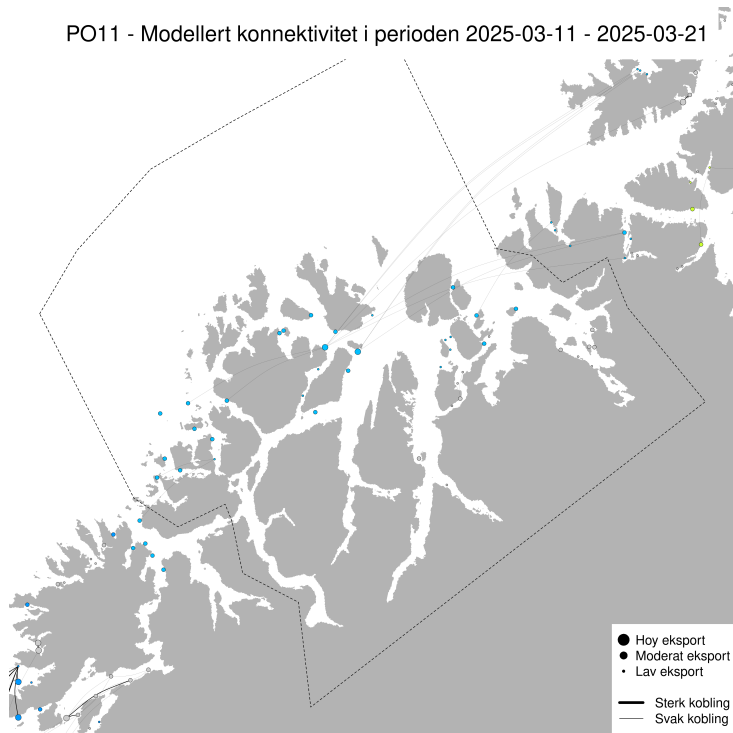 PO11 - Modellert konnektivitet i perioden 2025-03-11 - 2025-03-21
Hoy eksport
Moderat eksport
Lav eksport
Sterk kobling
Svak kobling